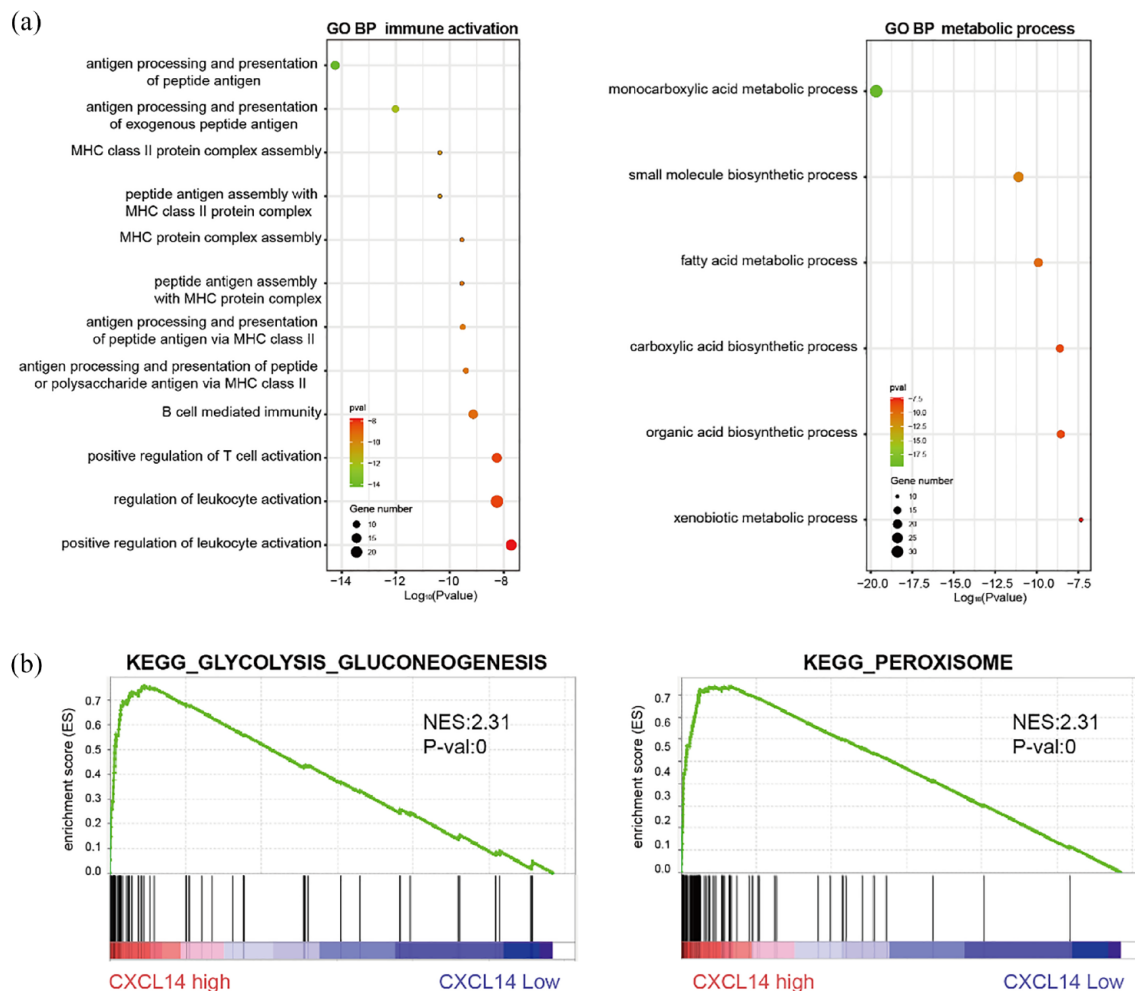 (a)
GO BP immune activation
antigen processing and presentation
of peptide antigen
antigen processing and presentation
of exogenous peptide antigen
MHC class II protein complex assembly
peptide antigen assembly with
MHC class II protein complex
MHC protein complex assembly
peptide antigen assembly
with MHC protein complex
antigen processing and presentation
of peptide antigen via MHC class II
antigen processing and presentation of peptide
or polysaccharide antigen via MHC class II
B cell mediated immunity
positive regulation of T cell activation
regulation of leukocyte activation
positive regulation of leukocyte activation
pval
−8
−10
−12
−14
Gene number
10
15
20
−14 −12 −10 −8
Log₁₀(Pvalue)
GO BP metabolic process
monocarboxylic acid metabolic process
small molecule biosynthetic process
fatty acid metabolic process
carboxylic acid biosynthetic process
organic acid biosynthetic process
xenobiotic metabolic process
pval
−7.5
−10.0
−12.5
−15.0
−17.5
Gene number
10
15
20
25
30
−20.0 −17.5 −15.0 −12.5 −10.0 −7.5
Log₁₀(Pvalue)
(b)
KEGG_GLYCOLYSIS_GLUCONEOGENESIS
enrichment score (ES)
0.7
0.6
0.5
0.4
0.3
0.2
0.1
0.0
NES:2.31
P-val:0
CXCL14 high CXCL14 Low
KEGG_PEROXISOME
enrichment score (ES)
0.7
0.6
0.5
0.4
0.3
0.2
0.1
0.0
NES:2.31
P-val:0
CXCL14 high CXCL14 Low